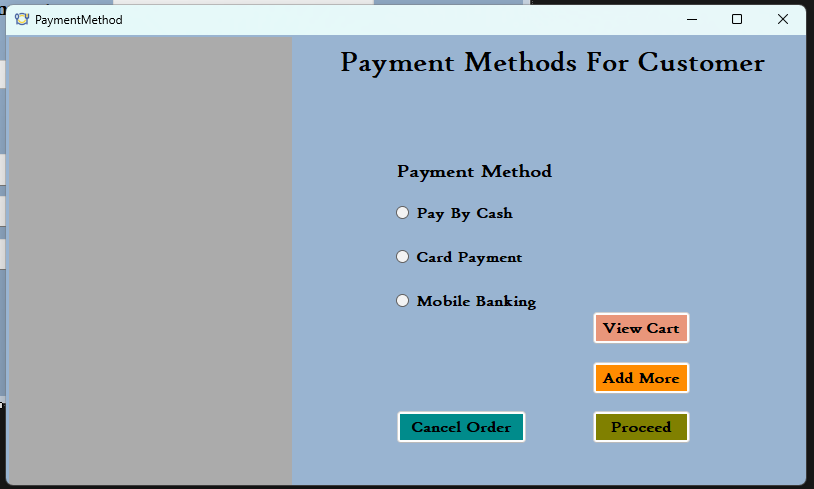 PaymentMethod
Payment Methods For Customer
Payment Method
Pay By Cash
Card Payment
Mobile Banking
View Cart
Add More
Cancel Order
Proceed